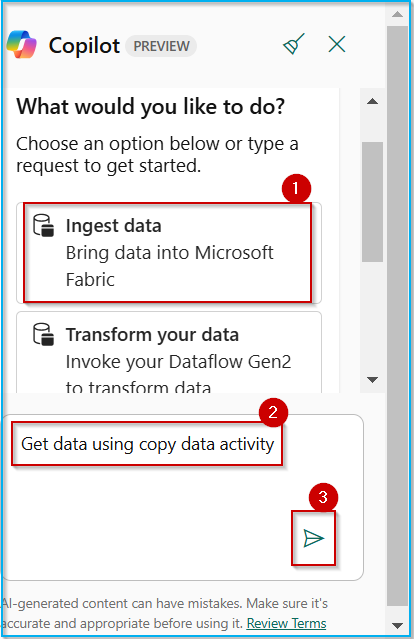 Copilot PREVIEW
What would you like to do?
Choose an option below or type a
request to get started.
1
Ingest data
Bring data into Microsoft
Fabric
Transform your data
Invoke your Dataflow Gen2
to transform data
2
Get data using copy data activity
3
AI-generated content can have mistakes. Make sure it's
accurate and appropriate before using it. Review Terms